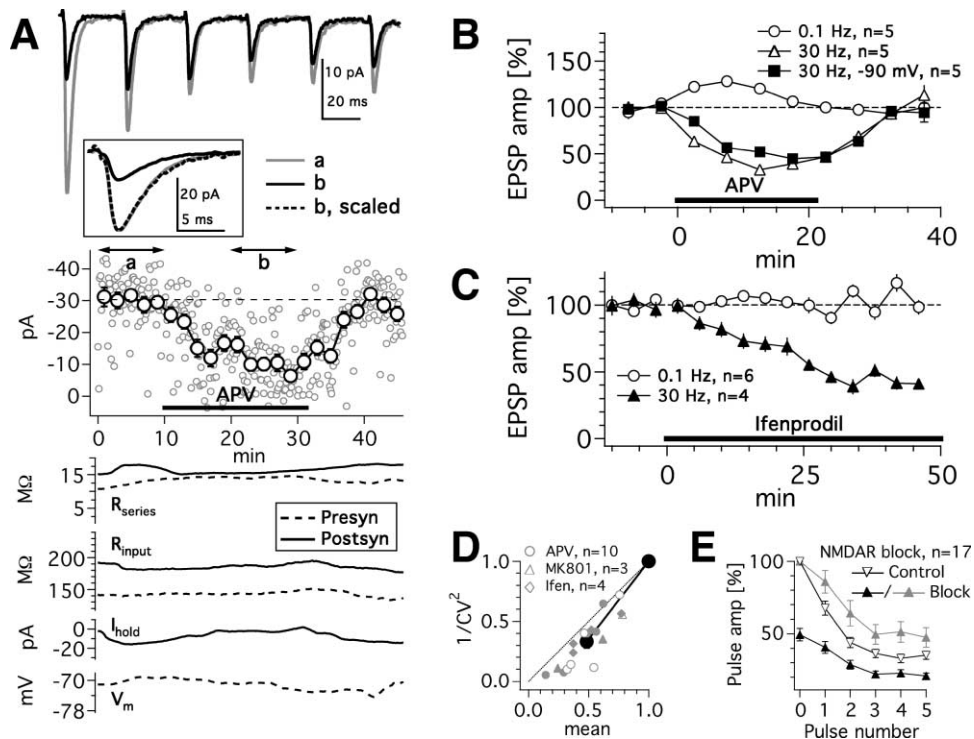 A
10 pA
20 ms
20 pA
5 ms
a
b
b, scaled
a
b
-40
-30
-20
-10
0
pA
APV
0
10
20
30
40
min
MΩ
15
5
Rseries
Presyn
Postsyn
MΩ
200
150
Rinput
pA
0
-20
Ihold
mV
-70
-78
Vm
B
0.1 Hz, n=5
30 Hz, n=5
30 Hz, -90 mV, n=5
EPSP amp [%]
150
100
50
0
APV
0
20
40
min
C
EPSP amp [%]
100
50
0
0.1 Hz, n=6
30 Hz, n=4
Ifenprodil
0
25
50
min
D
APV, n=10
MK801, n=3
Ifen, n=4
1/CV²
1.0
0.5
0.0
0.0
0.5
1.0
mean
E
NMDAR block, n=17
Control
/ Block
Pulse amp [%]
100
50
0 1 2 3 4 5
Pulse number